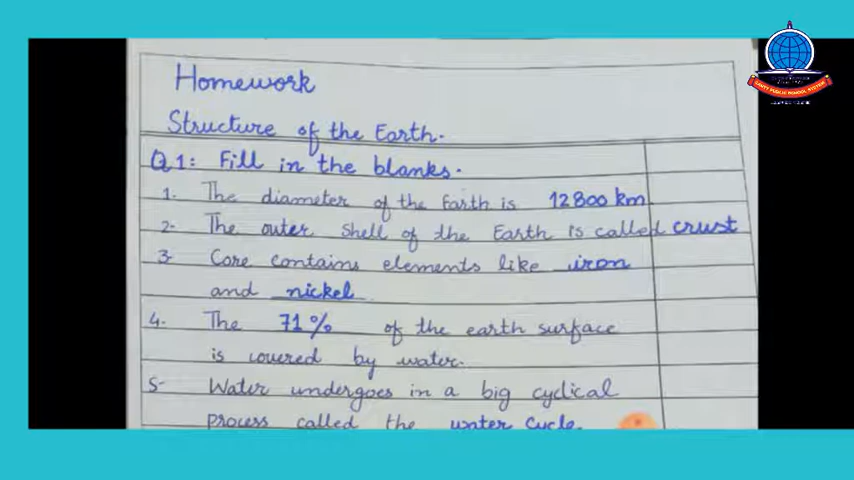 Homework
Structure of the Earth.
Q1: Fill in the blanks.
1. The diameter of the Earth is 12800 km
2- The outer shell of the Earth is called crust
3- Core contains elements like iron
and nickel
4. The 71% of the earth surface
is covered by water.
5- Water undergoes in a big cyclical
process called the water cycle.